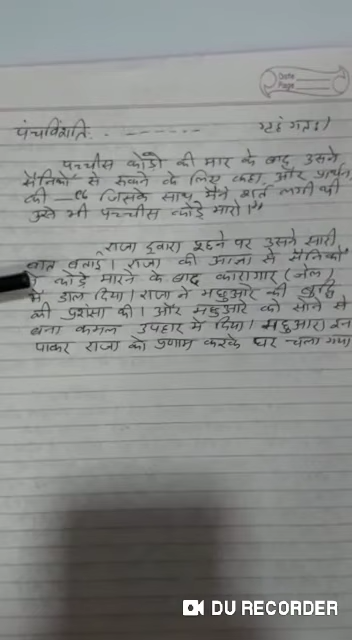 Date
Page
पंचविंशतिः - - - - - - - गृहं गतः।
पच्चीस कोड़ों की मार के बाद उसने
सैनिकों से रुकने के लिए कहा और प्रार्थना
की — "जिसके साथ मैंने शर्त लगी थी
उसे भी पच्चीस कोड़े मारो।"
राजा द्वारा पूछने पर उसने सारी
बात बताई। राजा की आज्ञा से सैनिकों
ने कोड़े मारने के बाद कारागार (जेल)
में डाल दिया। राजा ने मछुआरे की बुद्धि
की प्रशंसा की। और मछुआरे को सोने से
बना कमल उपहार में दिया। मछुआरा इन
पाकर राजा को प्रणाम करके घर चला गया
DU RECORDER